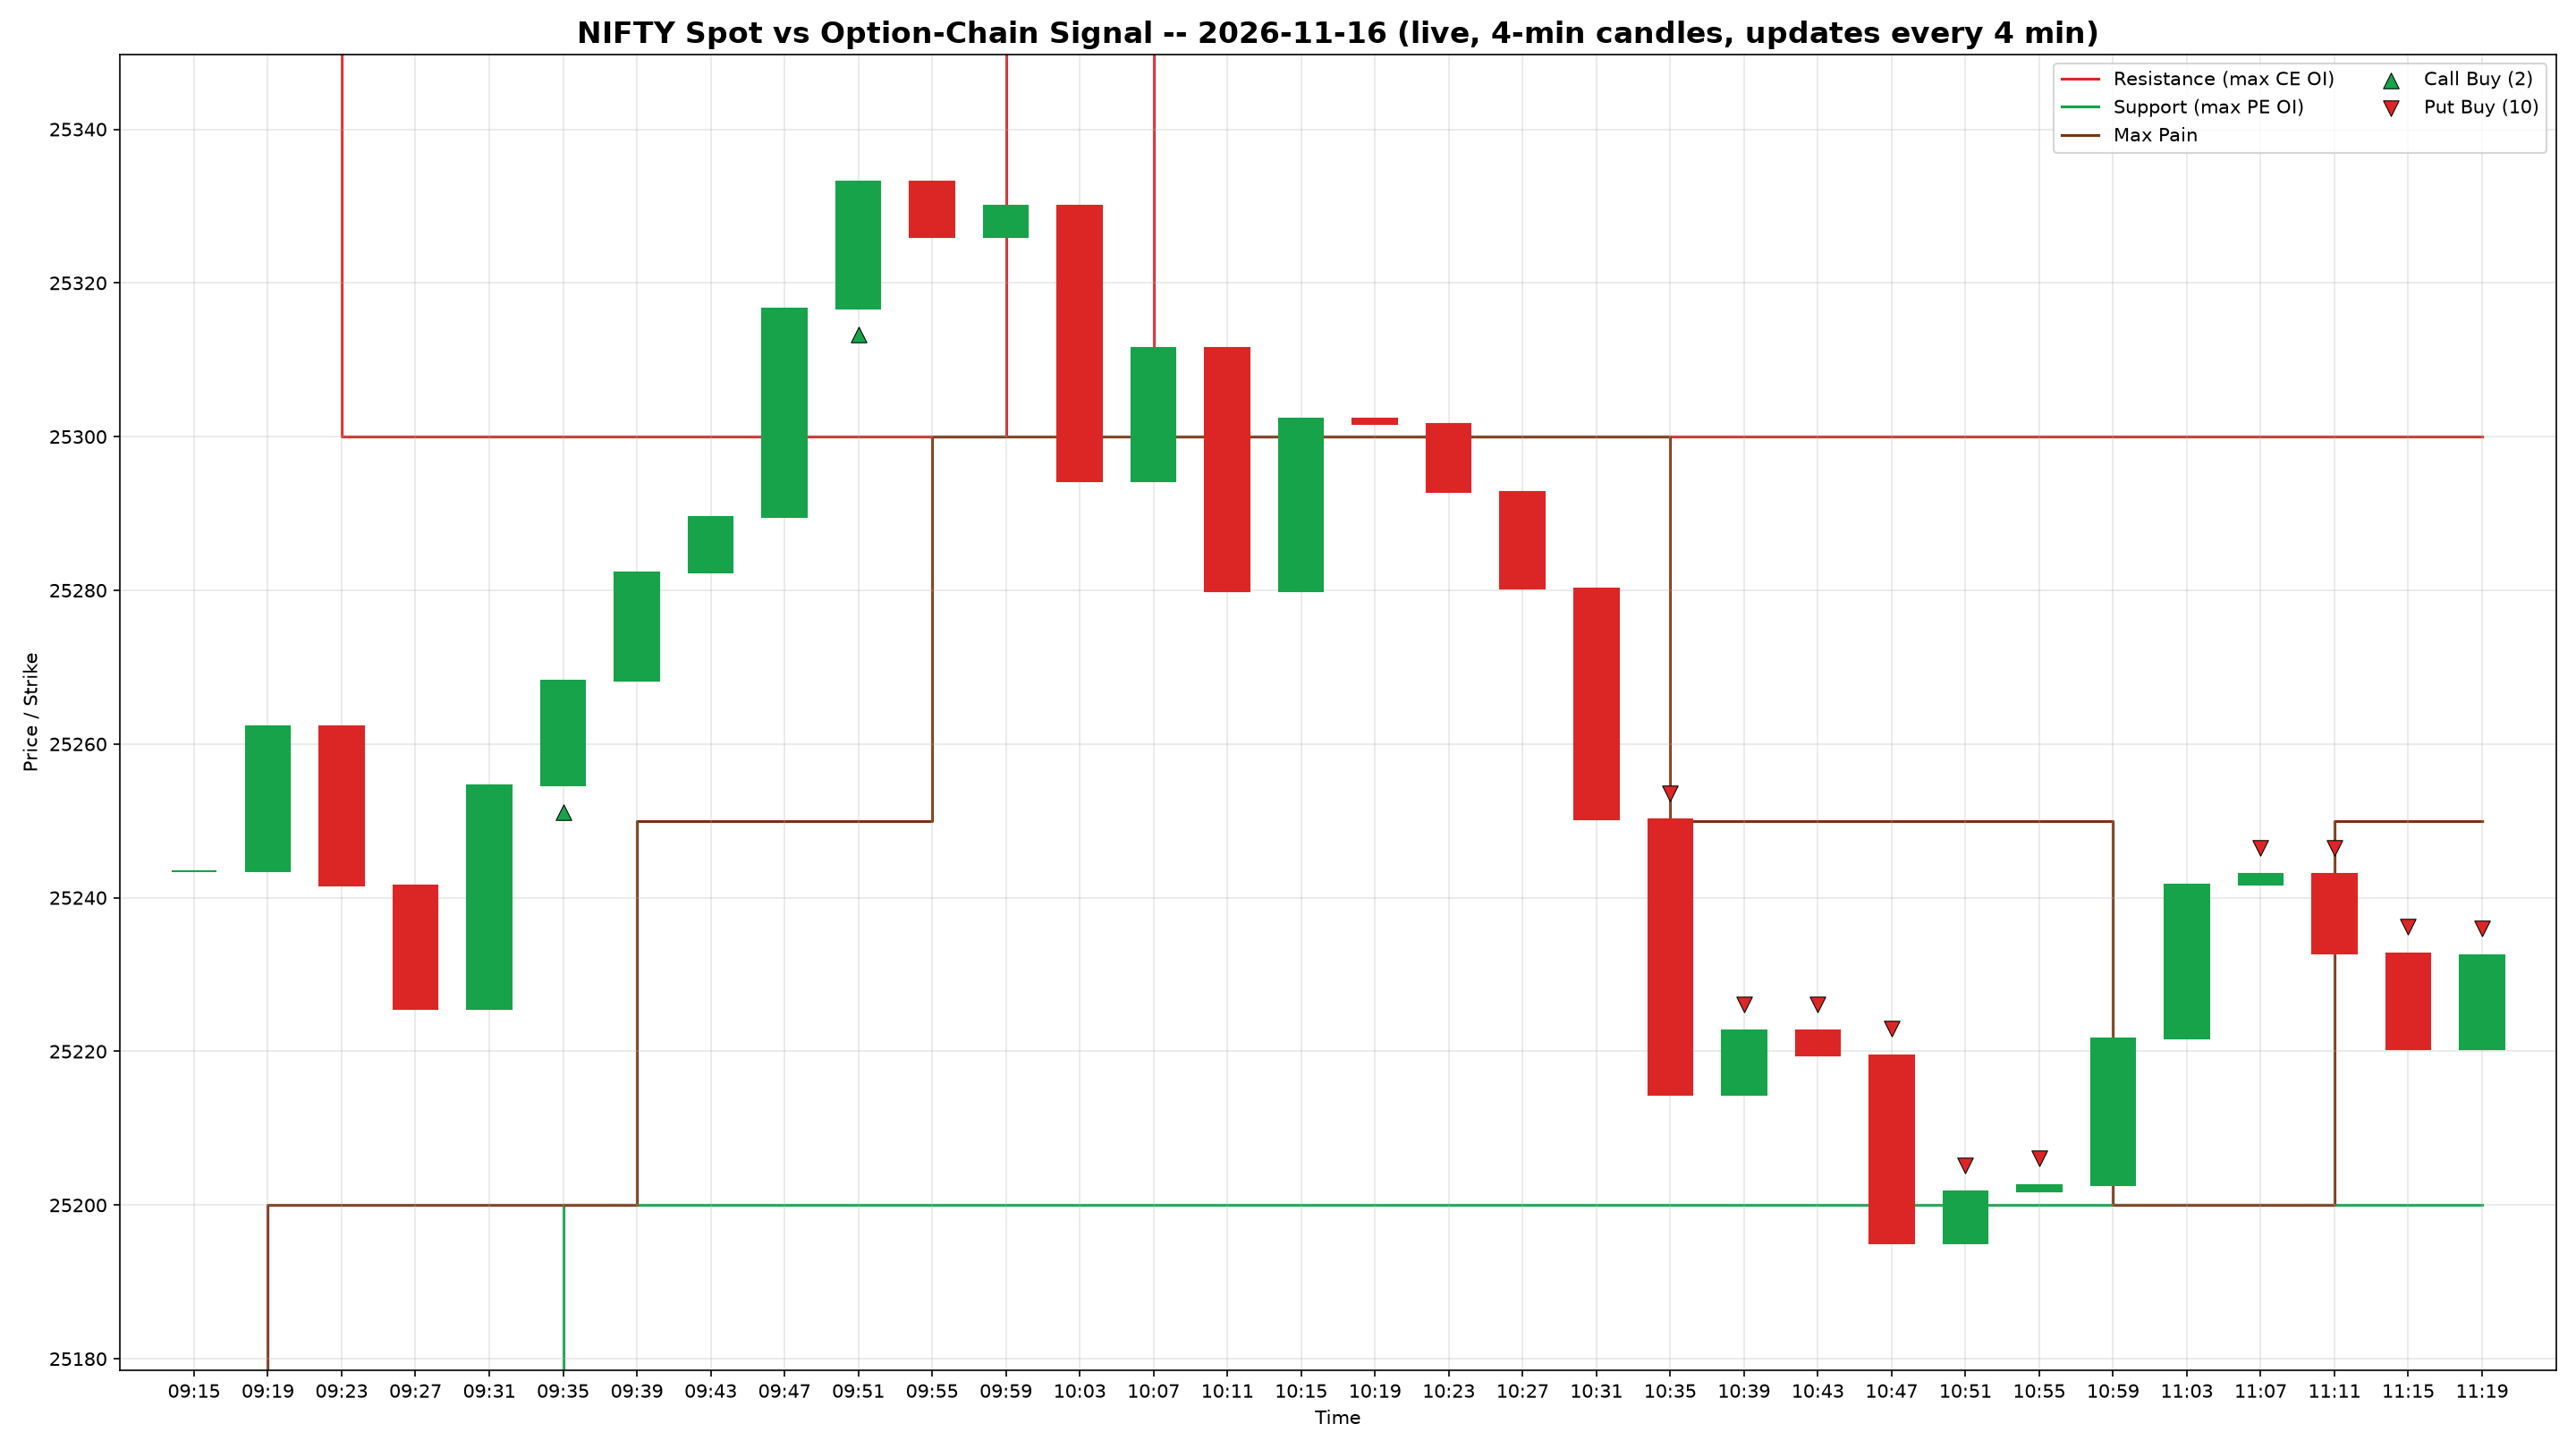 NIFTY Spot vs Option-Chain Signal -- 2026-11-16 (live, 4-min candles, updates every 4 min)
Resistance (max CE OI)
Support (max PE OI)
Max Pain
Call Buy (2)
Put Buy (10)
Price / Strike
25340
25320
25300
25280
25260
25240
25220
25200
25180
09:15 09:19 09:23 09:27 09:31 09:35 09:39 09:43 09:47 09:51 09:55 09:59 10:03 10:07 10:11 10:15 10:19 10:23 10:27 10:31 10:35 10:39 10:43 10:47 10:51 10:55 10:59 11:03 11:07 11:11 11:15 11:19
Time